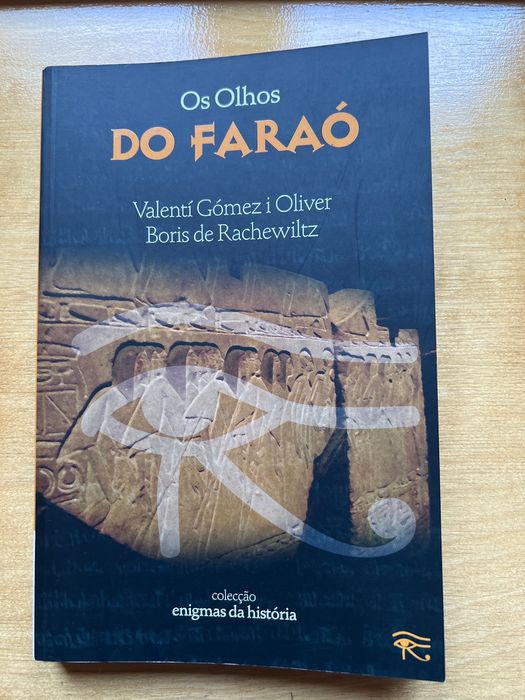 Os Olhos
DO FARAÓ
Valentí Gómez i Oliver
Boris de Rachewiltz
colecção
enigmas da história